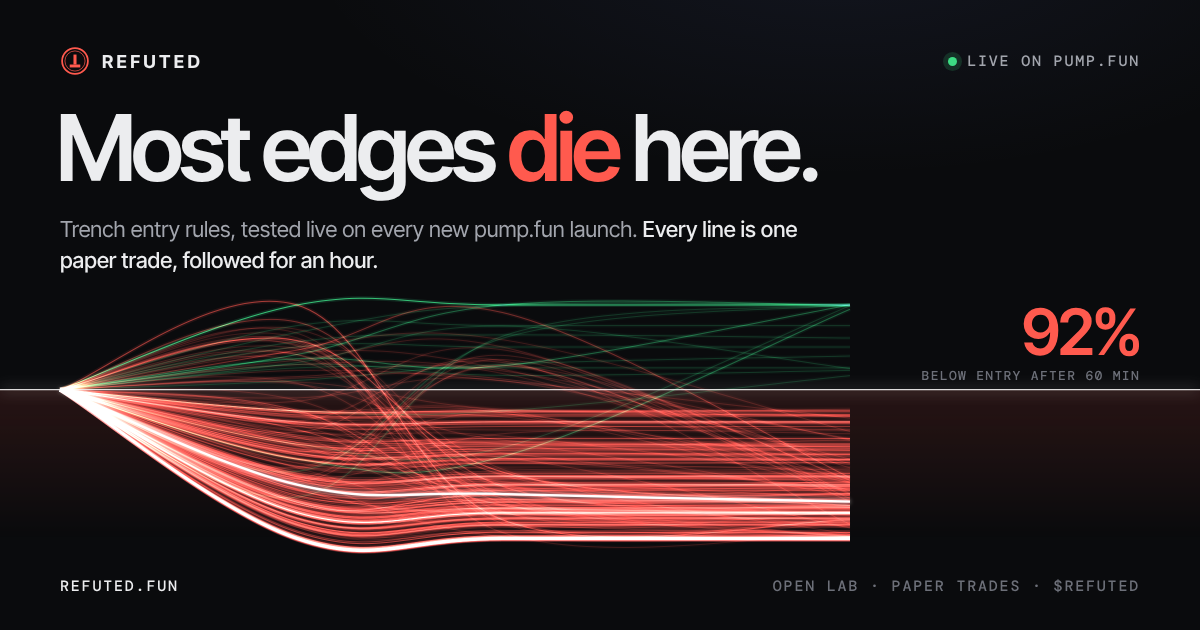 REFUTED
LIVE ON PUMP.FUN
Most edges die here.
Trench entry rules, tested live on every new pump.fun launch. Every line is one
paper trade, followed for an hour.
92%
BELOW ENTRY AFTER 60 MIN
REFUTED.FUN
OPEN LAB · PAPER TRADES · $REFUTED